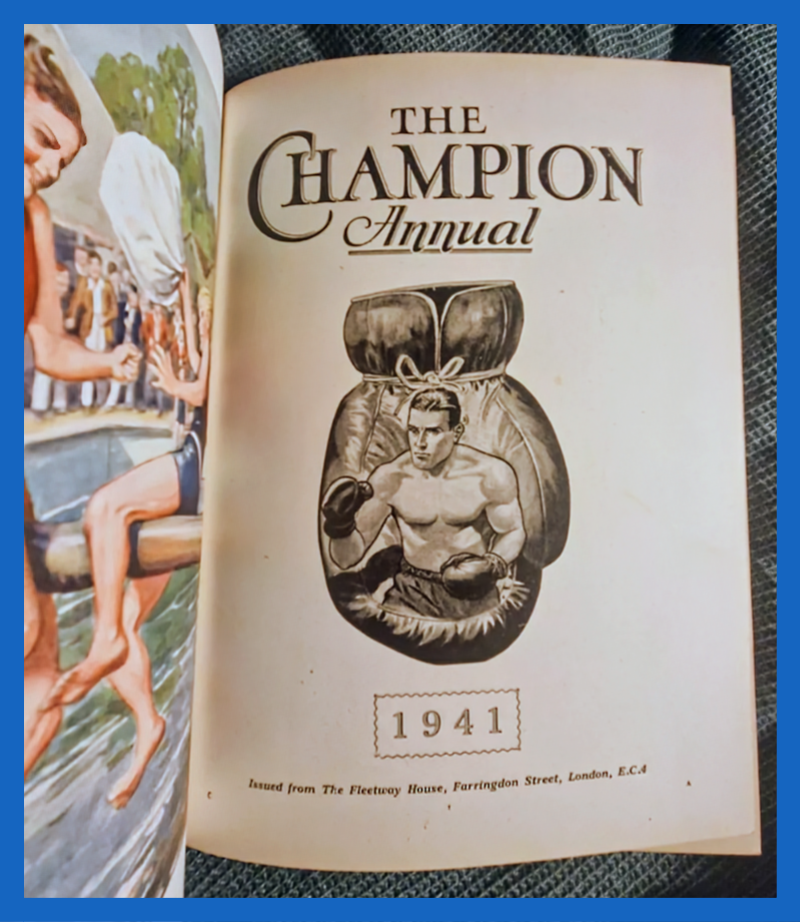 THE
CHAMPION
Annual
1941
Issued from The Fleetway House, Farringdon Street, London, E.C.4